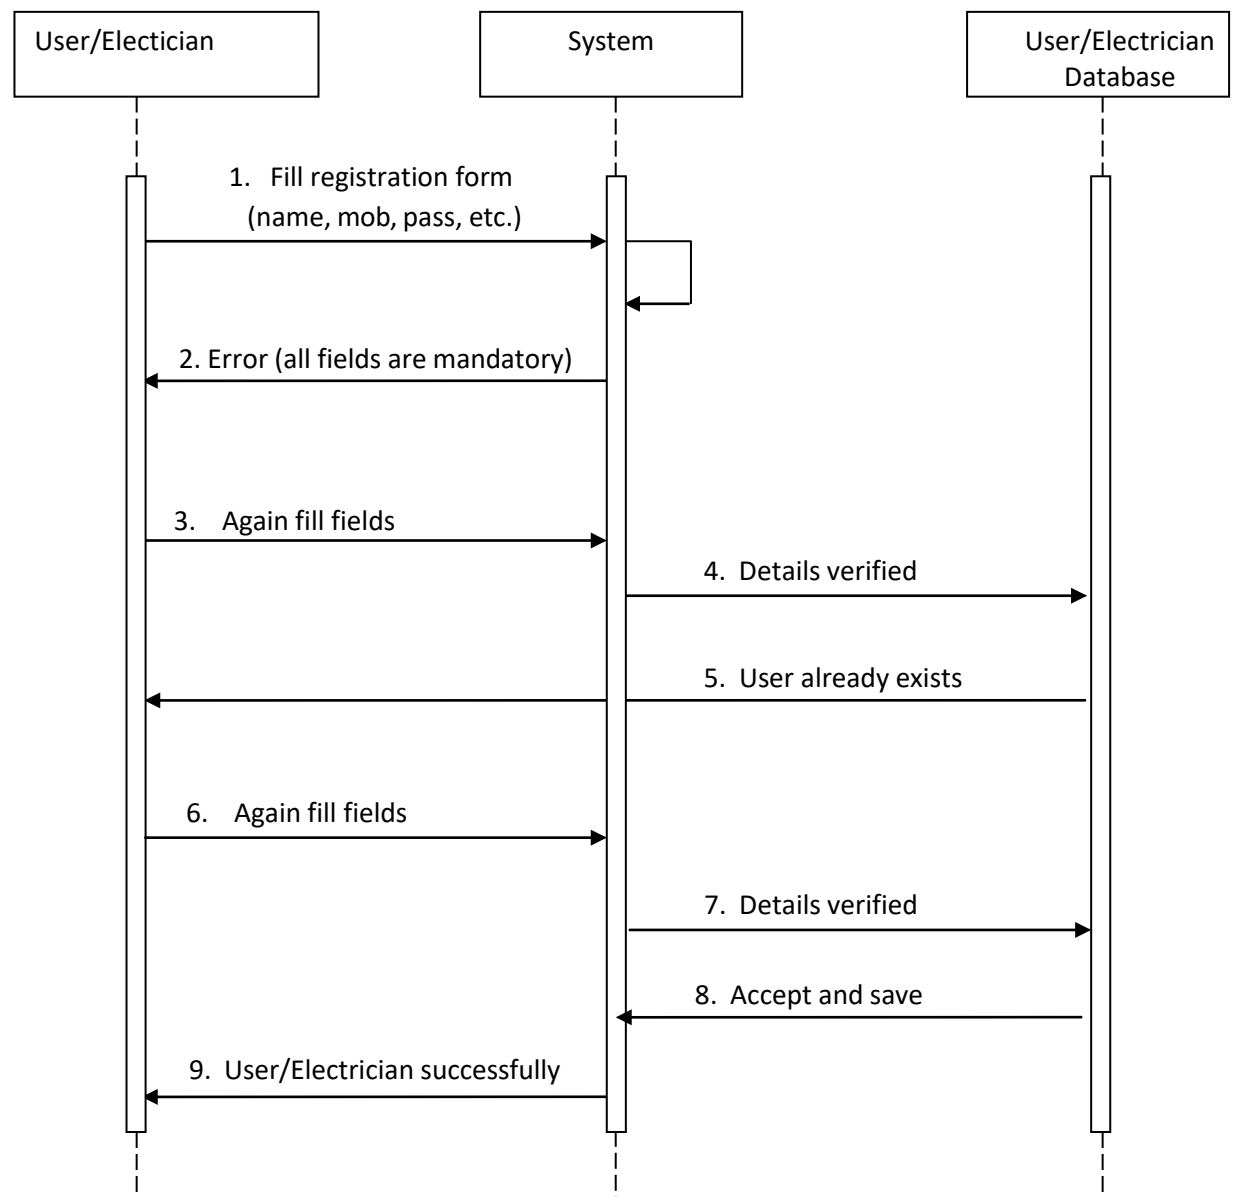 User/Electician
System
User/Electrician
Database
1. Fill registration form
(name, mob, pass, etc.)
2. Error (all fields are mandatory)
3. Again fill fields
4. Details verified
5. User already exists
6. Again fill fields
7. Details verified
8. Accept and save
9. User/Electrician successfully